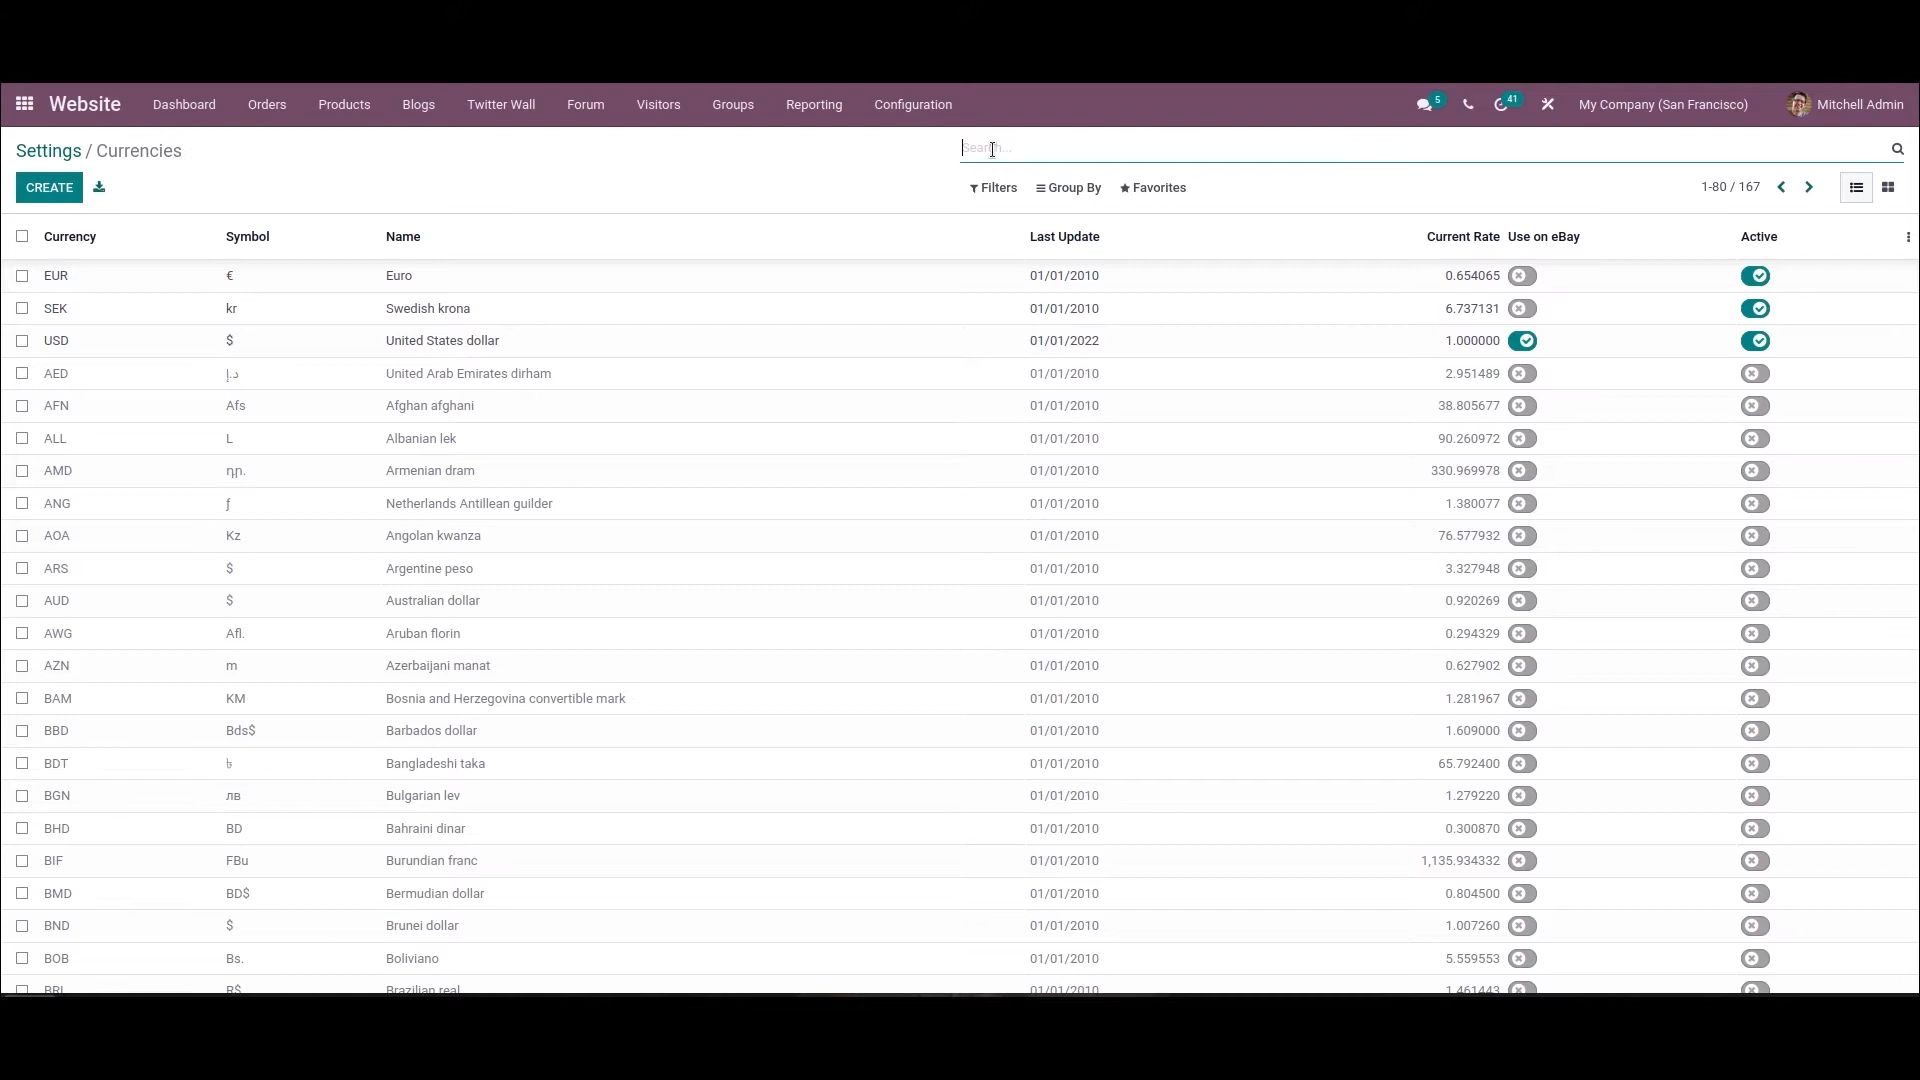 Website Dashboard Orders Products Blogs Twitter Wall Forum Visitors Groups Reporting Configuration 5 41 My Company (San Francisco) Mitchell Admin
Settings / Currencies Search...
CREATE Filters Group By Favorites 1-80 / 167
Currency Symbol Name Last Update Current Rate Use on eBay Active
EUR € Euro 01/01/2010 0.654065
SEK kr Swedish krona 01/01/2010 6.737131
USD $ United States dollar 01/01/2022 1.000000
AED د.إ United Arab Emirates dirham 01/01/2010 2.951489
AFN Afs Afghan afghani 01/01/2010 38.805677
ALL L Albanian lek 01/01/2010 90.260972
AMD դր. Armenian dram 01/01/2010 330.969978
ANG ƒ Netherlands Antillean guilder 01/01/2010 1.380077
AOA Kz Angolan kwanza 01/01/2010 76.577932
ARS $ Argentine peso 01/01/2010 3.327948
AUD $ Australian dollar 01/01/2010 0.920269
AWG Afl. Aruban florin 01/01/2010 0.294329
AZN m Azerbaijani manat 01/01/2010 0.627902
BAM KM Bosnia and Herzegovina convertible mark 01/01/2010 1.281967
BBD Bds$ Barbados dollar 01/01/2010 1.609000
BDT ৳ Bangladeshi taka 01/01/2010 65.792400
BGN лв Bulgarian lev 01/01/2010 1.279220
BHD BD Bahraini dinar 01/01/2010 0.300870
BIF FBu Burundian franc 01/01/2010 1,135.934332
BMD BD$ Bermudian dollar 01/01/2010 0.804500
BND $ Brunei dollar 01/01/2010 1.007260
BOB Bs. Boliviano 01/01/2010 5.559553
BRL R$ Brazilian real 01/01/2010 1.461443